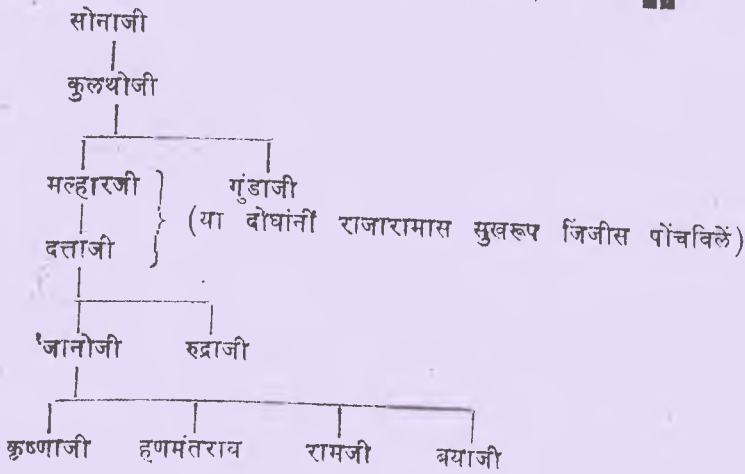 सोनाजी
कुलथोजी
मल्हारजी गुंडाजी
(या दोघांनीं राजारामास सुखरूप जिंजीस पोंचविलें)
दत्ताजी
जानोजी रुद्राजी
कृष्णाजी हणमंतराव रामजी बयाजी